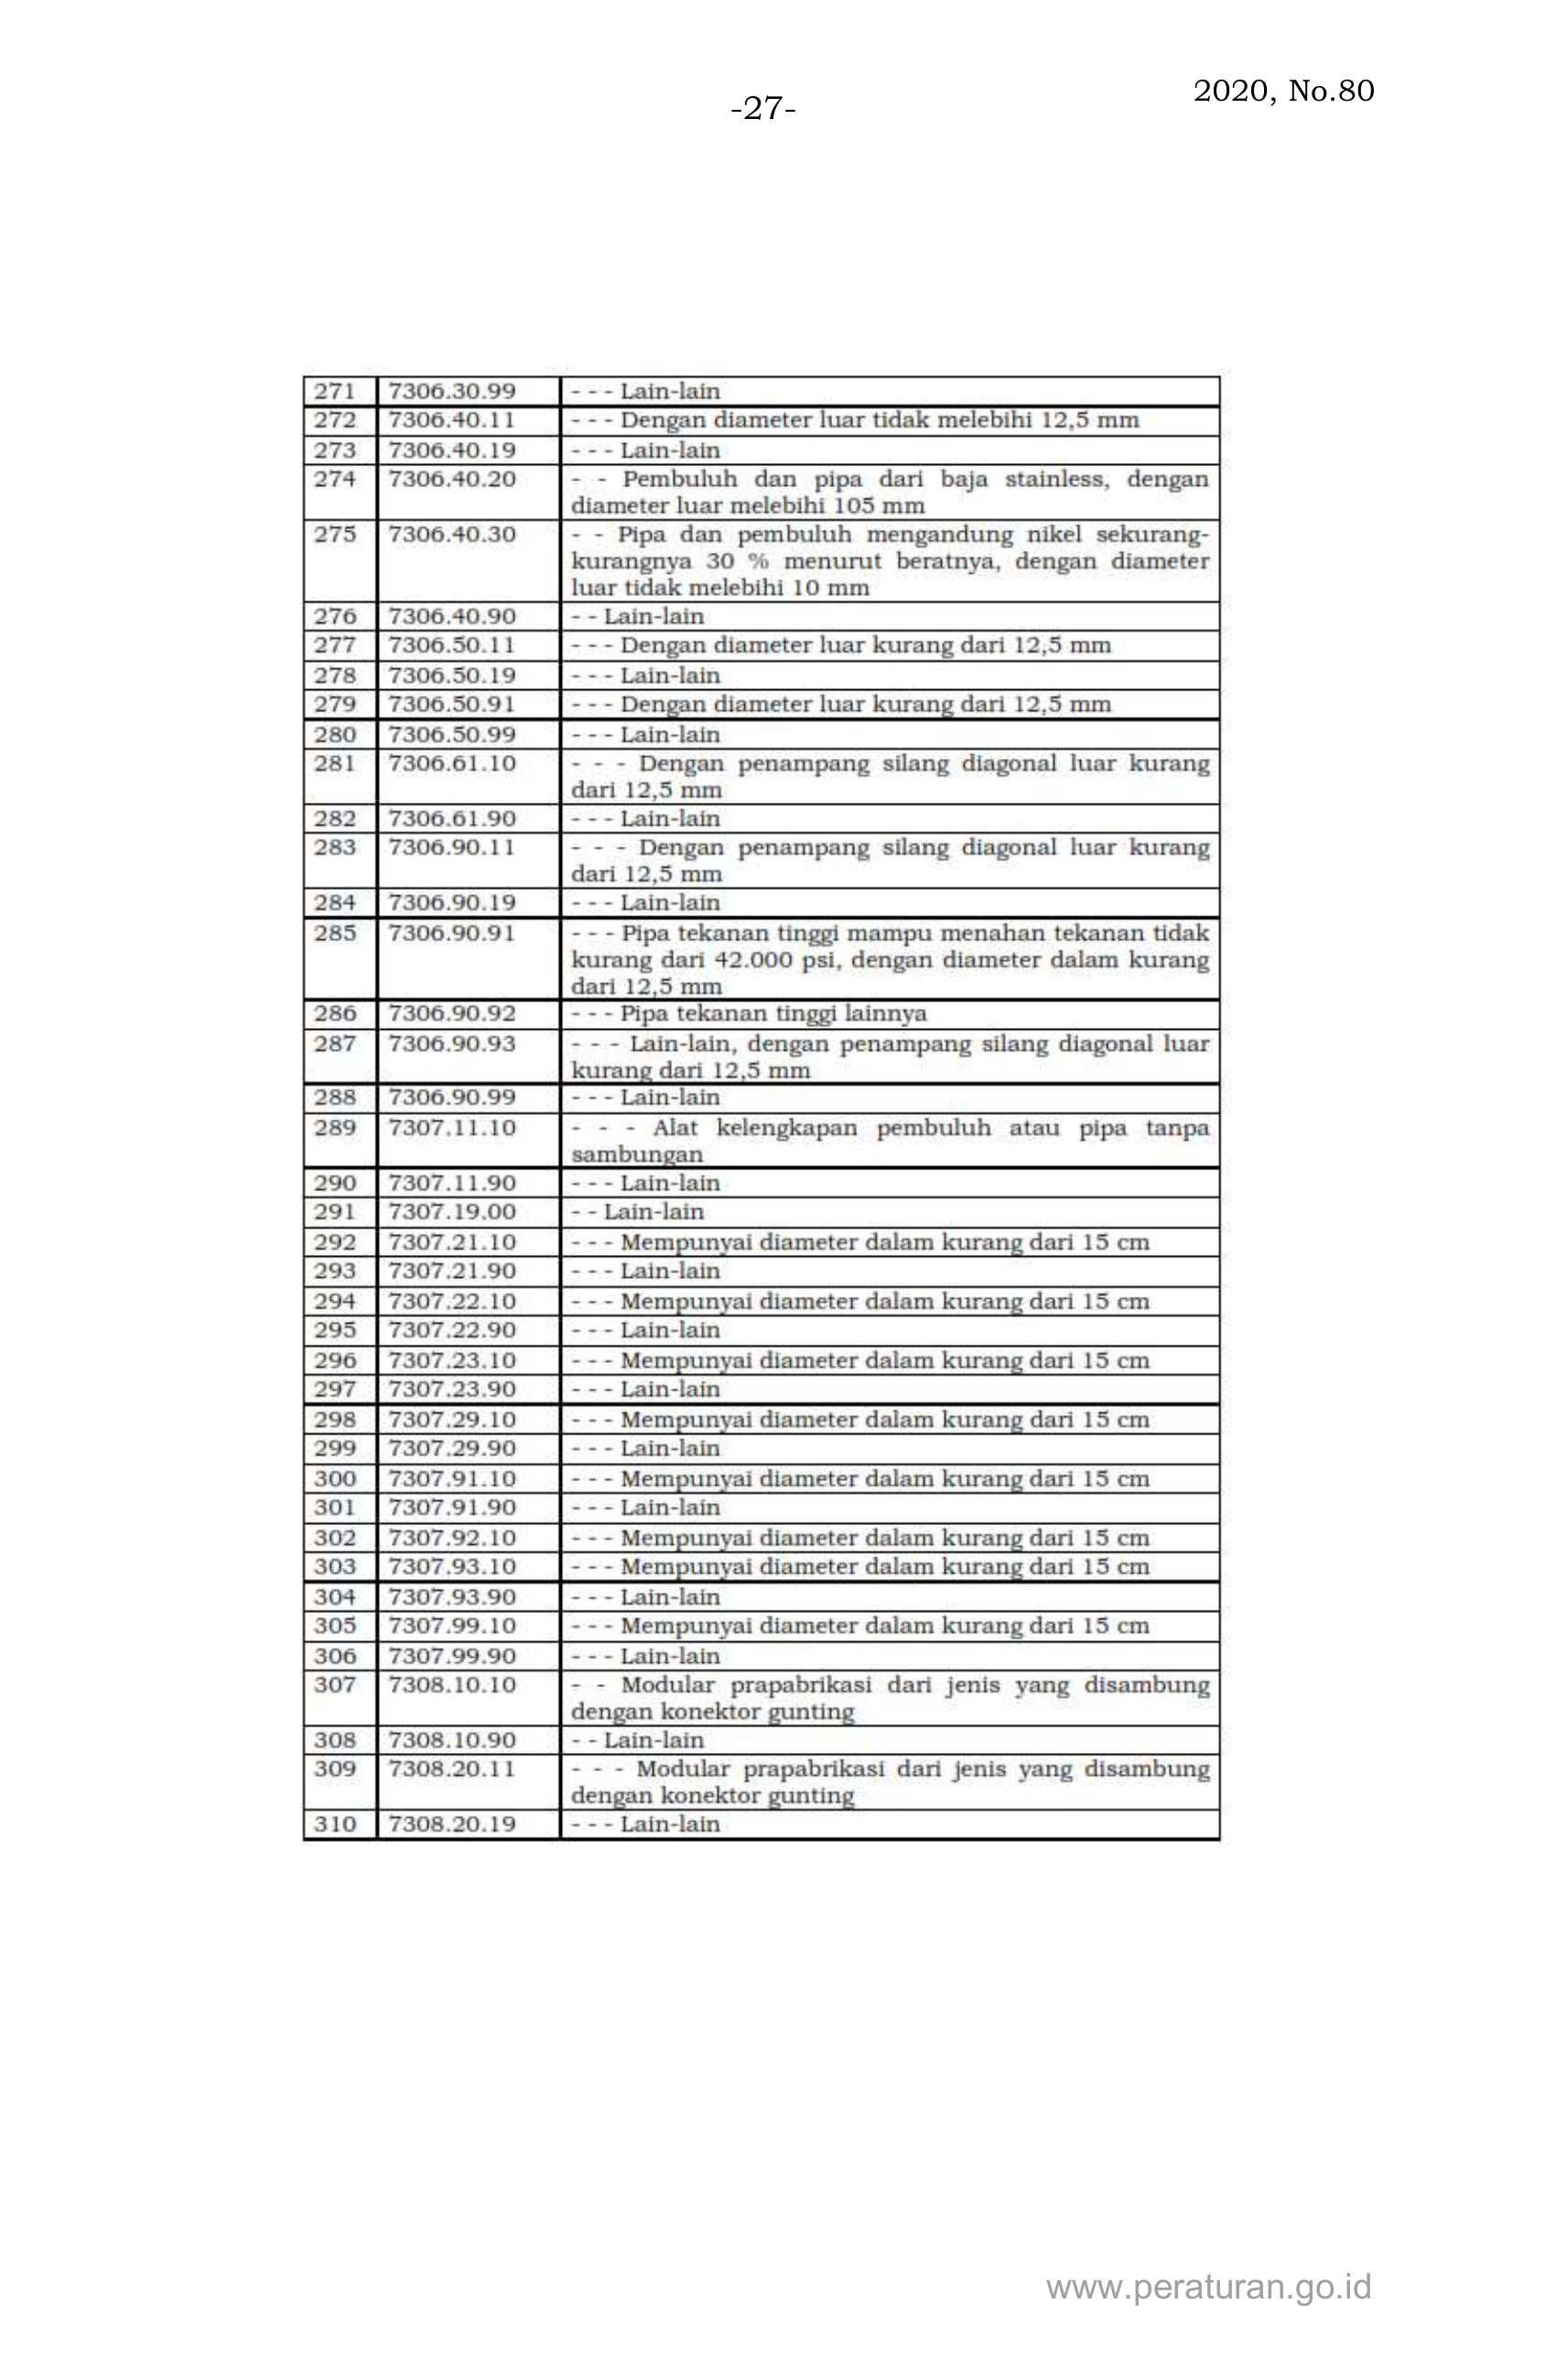 2020, No.80
-27-
271 7306.30.99 - - - Lain-lain
272 7306.40.11 - - - Dengan diameter luar tidak melebihi 12,5 mm
273 7306.40.19 - - - Lain-lain
274 7306.40.20 - - Pembuluh dan pipa dari baja stainless, dengan
diameter luar melebihi 105 mm
275 7306.40.30 - - Pipa dan pembuluh mengandung nikel sekurang-
kurangnya 30 % menurut beratnya, dengan diameter
luar tidak melebihi 10 mm
276 7306.40.90 - - Lain-lain
277 7306.50.11 - - - Dengan diameter luar kurang dari 12,5 mm
278 7306.50.19 - - - Lain-lain
279 7306.50.91 - - - Dengan diameter luar kurang dari 12,5 mm
280 7306.50.99 - - - Lain-lain
281 7306.61.10 - - - Dengan penampang silang diagonal luar kurang
dari 12,5 mm
282 7306.61.90 - - - Lain-lain
283 7306.90.11 - - - Dengan penampang silang diagonal luar kurang
dari 12,5 mm
284 7306.90.19 - - - Lain-lain
285 7306.90.91 - - - Pipa tekanan tinggi mampu menahan tekanan tidak
kurang dari 42.000 psi, dengan diameter dalam kurang
dari 12,5 mm
286 7306.90.92 - - - Pipa tekanan tinggi lainnya
287 7306.90.93 - - - Lain-lain, dengan penampang silang diagonal luar
kurang dari 12,5 mm
288 7306.90.99 - - - Lain-lain
289 7307.11.10 - - - Alat kelengkapan pembuluh atau pipa tanpa
sambungan
290 7307.11.90 - - - Lain-lain
291 7307.19.00 - - Lain-lain
292 7307.21.10 - - - Mempunyai diameter dalam kurang dari 15 cm
293 7307.21.90 - - - Lain-lain
294 7307.22.10 - - - Mempunyai diameter dalam kurang dari 15 cm
295 7307.22.90 - - - Lain-lain
296 7307.23.10 - - - Mempunyai diameter dalam kurang dari 15 cm
297 7307.23.90 - - - Lain-lain
298 7307.29.10 - - - Mempunyai diameter dalam kurang dari 15 cm
299 7307.29.90 - - - Lain-lain
300 7307.91.10 - - - Mempunyai diameter dalam kurang dari 15 cm
301 7307.91.90 - - - Lain-lain
302 7307.92.10 - - - Mempunyai diameter dalam kurang dari 15 cm
303 7307.93.10 - - - Mempunyai diameter dalam kurang dari 15 cm
304 7307.93.90 - - - Lain-lain
305 7307.99.10 - - - Mempunyai diameter dalam kurang dari 15 cm
306 7307.99.90 - - - Lain-lain
307 7308.10.10 - - Modular prapabrikasi dari jenis yang disambung
dengan konektor gunting
308 7308.10.90 - - Lain-lain
309 7308.20.11 - - - Modular prapabrikasi dari jenis yang disambung
dengan konektor gunting
310 7308.20.19 - - - Lain-lain
www.peraturan.go.id